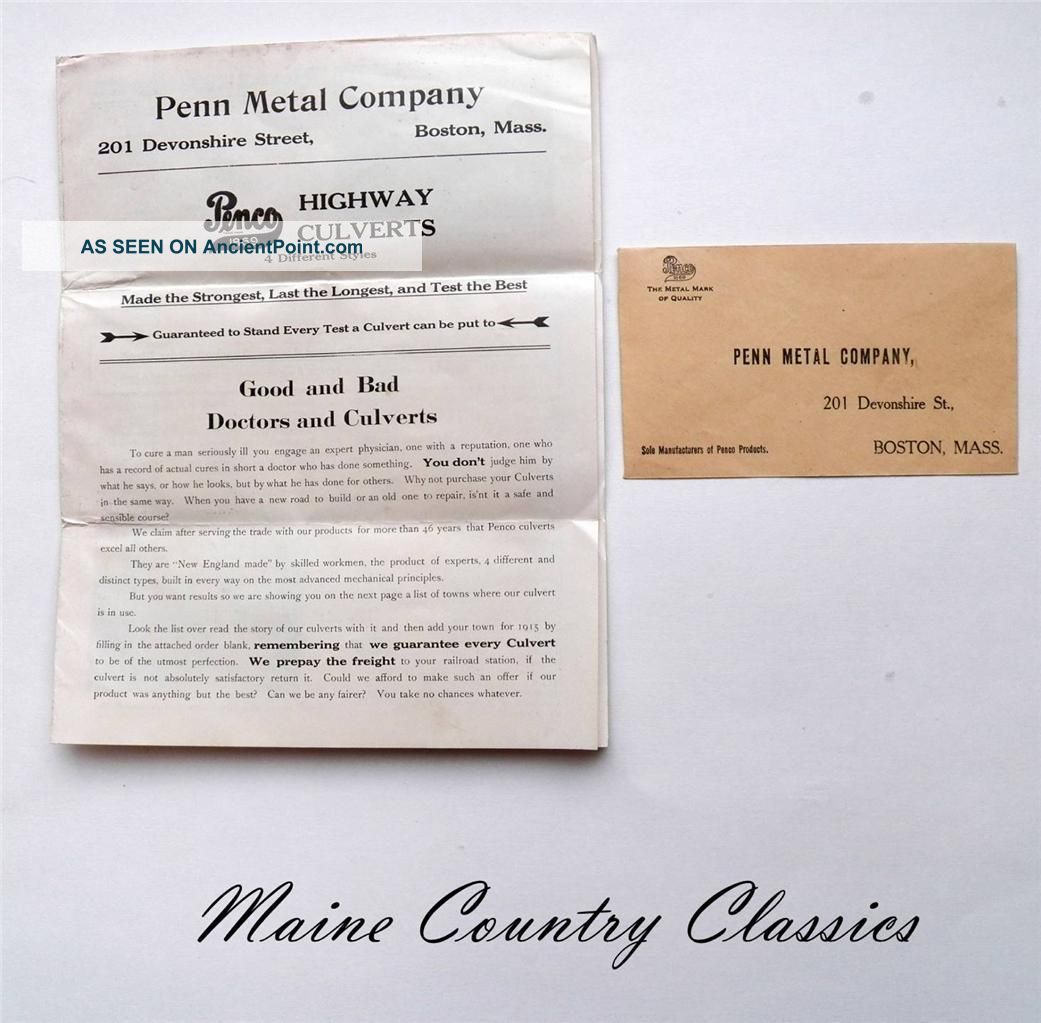 Penn Metal Company
201 Devonshire Street, Boston, Mass.
Penco HIGHWAY
1869 CULVERTS
AS SEEN ON AncientPoint.com
4 Different Styles
Made the Strongest, Last the Longest, and Test the Best
Guaranteed to Stand Every Test a Culvert can be put to
Good and Bad
Doctors and Culverts
To cure a man seriously ill you engage an expert physician, one with a reputation, one who
has a record of actual cures in short a doctor who has done something. You don't judge him by
what he says, or how he looks, but by what he has done for others. Why not purchase your Culverts
in the same way. When you have a new road to build or an old one to repair, is'nt it a safe and
sensible course?
We claim after serving the trade with our products for more than 46 years that Penco culverts
excel all others.
They are "New England made" by skilled workmen, the product of experts, 4 different and
distinct types, built in every way on the most advanced mechanical principles.
But you want results so we are showing you on the next page a list of towns where our culvert
is in use.
Look the list over read the story of our culverts with it and then add your town for 1915 by
filling in the attached order blank, remembering that we guarantee every Culvert
to be of the utmost perfection. We prepay the freight to your railroad station, if the
culvert is not absolutely satisfactory return it. Could we afford to make such an offer if our
product was anything but the best? Can we be any fairer? You take no chances whatever.
Penco
1869
THE METAL MARK
OF QUALITY
PENN METAL COMPANY,
201 Devonshire St.,
Sole Manufacturers of Penco Products. BOSTON, MASS.
Maine Country Classics